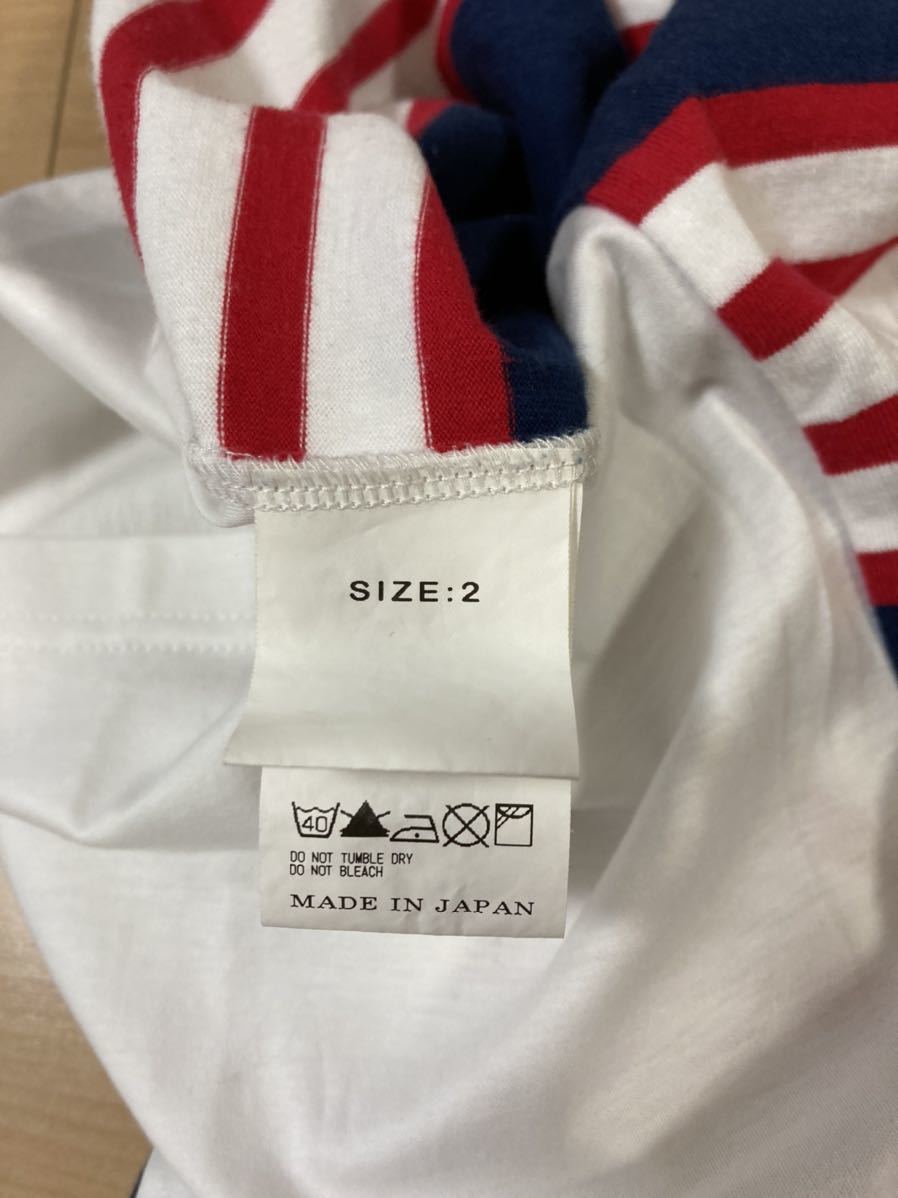 SIZE:2
40
DO NOT TUMBLE DRY
DO NOT BLEACH
MADE IN JAPAN